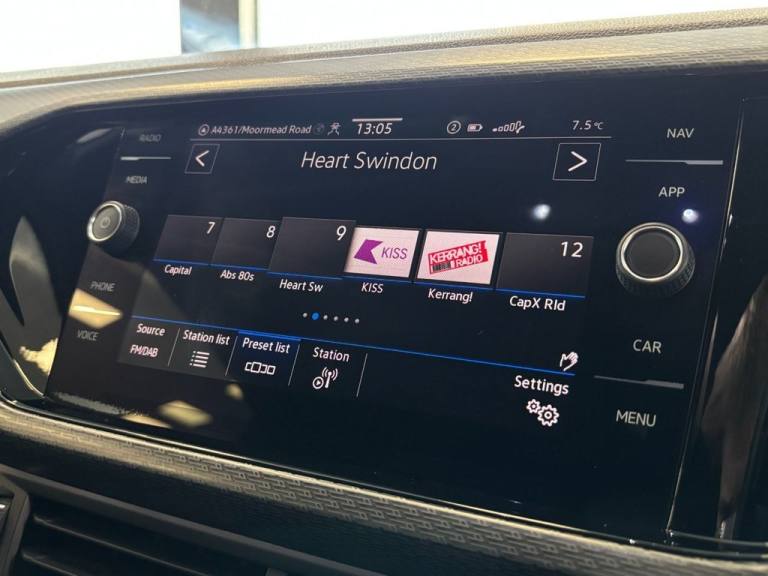 RADIO
A4361/Moormead Road
13:05
2
7.5°C
NAV
MEDIA
<
Heart Swindon
>
APP
7
8
9
KISS
KERRANG!
RADIO
12
Capital
Abs 80s
Heart Sw
KISS
Kerrang!
CapX Rld
PHONE
VOICE
Source
FM/DAB
Station list
Preset list
Station
Settings
CAR
MENU